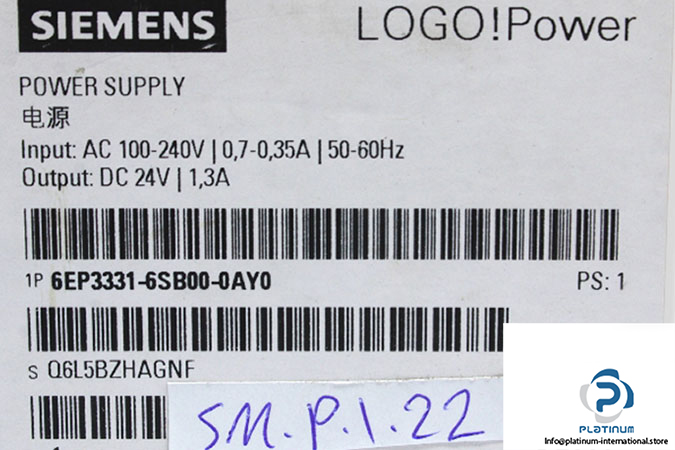 SIEMENS LOGO!Power
POWER SUPPLY
电源
Input: AC 100-240V | 0,7-0,35A | 50-60Hz
Output: DC 24V | 1,3A
1P 6EP3331-6SB00-0AY0 PS: 1
S Q6L5BZHAGNF
SM.P.1.22
PLATINUM
Info@platinum-international.store